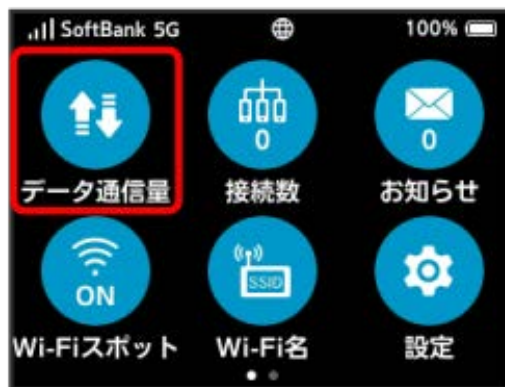 SoftBank 5G 100%
0 0
データ通信量 接続数 お知らせ
ON SSID
Wi-Fiスポット Wi-Fi名 設定